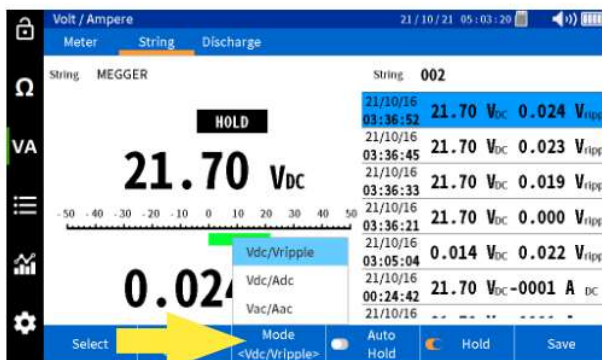 Volt / Ampere 21/10/21 05:03:20
Meter String Discharge
String MEGGER String 002
Ω
VA
HOLD
21.70 VDC
-50 -40 -30 -20 -10 0 10 20 30 40 50
0.024
Vdc/Vripple
Vdc/Adc
Vac/Aac
21/10/16 03:36:52 21.70 VDC 0.024 Vripp
21/10/16 03:36:45 21.70 VDC 0.023 Vripp
21/10/16 03:36:33 21.70 VDC 0.019 Vripp
21/10/16 03:36:21 21.70 VDC 0.000 Vripp
21/10/16 03:05:04 0.014 VDC 0.022 Vripp
21/10/16 00:24:42 21.70 VDC -0001 A DC
21/10/16
Select
Mode
<Vdc/Vripple>
Auto
Hold
Hold
Save